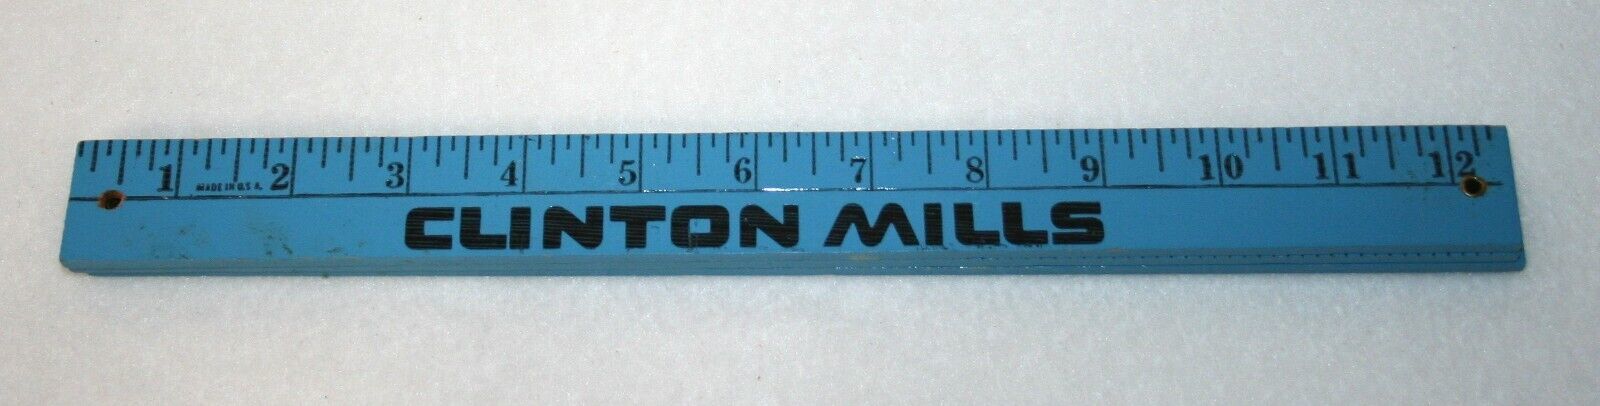 1 2 3 4 5 6 7 8 9 10 11 12
MADE IN U.S.A.
CLINTON MILLS